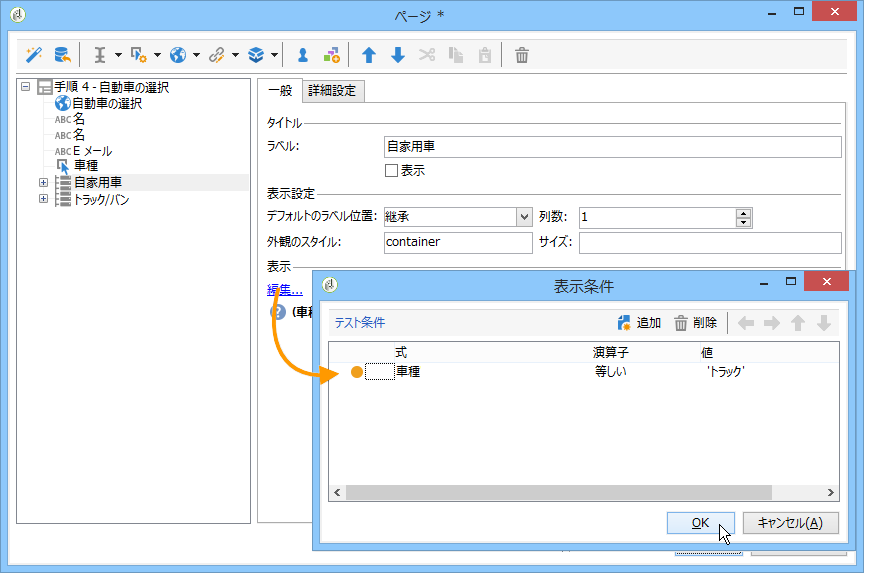 ページ *
手順 4 - 自動車の選択
自動車の選択
ABC 名
ABC 名
ABC E メール
車種
自家用車
トラック/バン
一般 詳細設定
タイトル
ラベル: 自家用車
表示
表示設定
デフォルトのラベル位置: 継承 列数: 1
外観のスタイル: container サイズ:
表示
編集...
(車種
表示条件
テスト条件 追加 削除
式 演算子 値
車種 等しい 'トラック'
OK キャンセル(A)